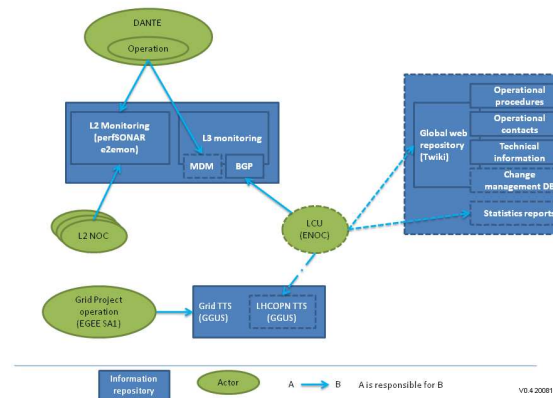 DANTE
Operation
L2 Monitoring
(perfSONAR
e2emon)
L3 monitoring
MDM
BGP
Global web
repository
(Twiki)
Operational
procedures
Operational
contacts
Technical
information
Change
management DB
Statistics reports
L2 NOC
LCU
(ENOC)
Grid Project
operation
(EGEE SA1)
Grid TTS
(GGUS)
LHCOPN TTS
(GGUS)
Information
repository
Actor
A
B
A is responsible for B
V0.4 20081